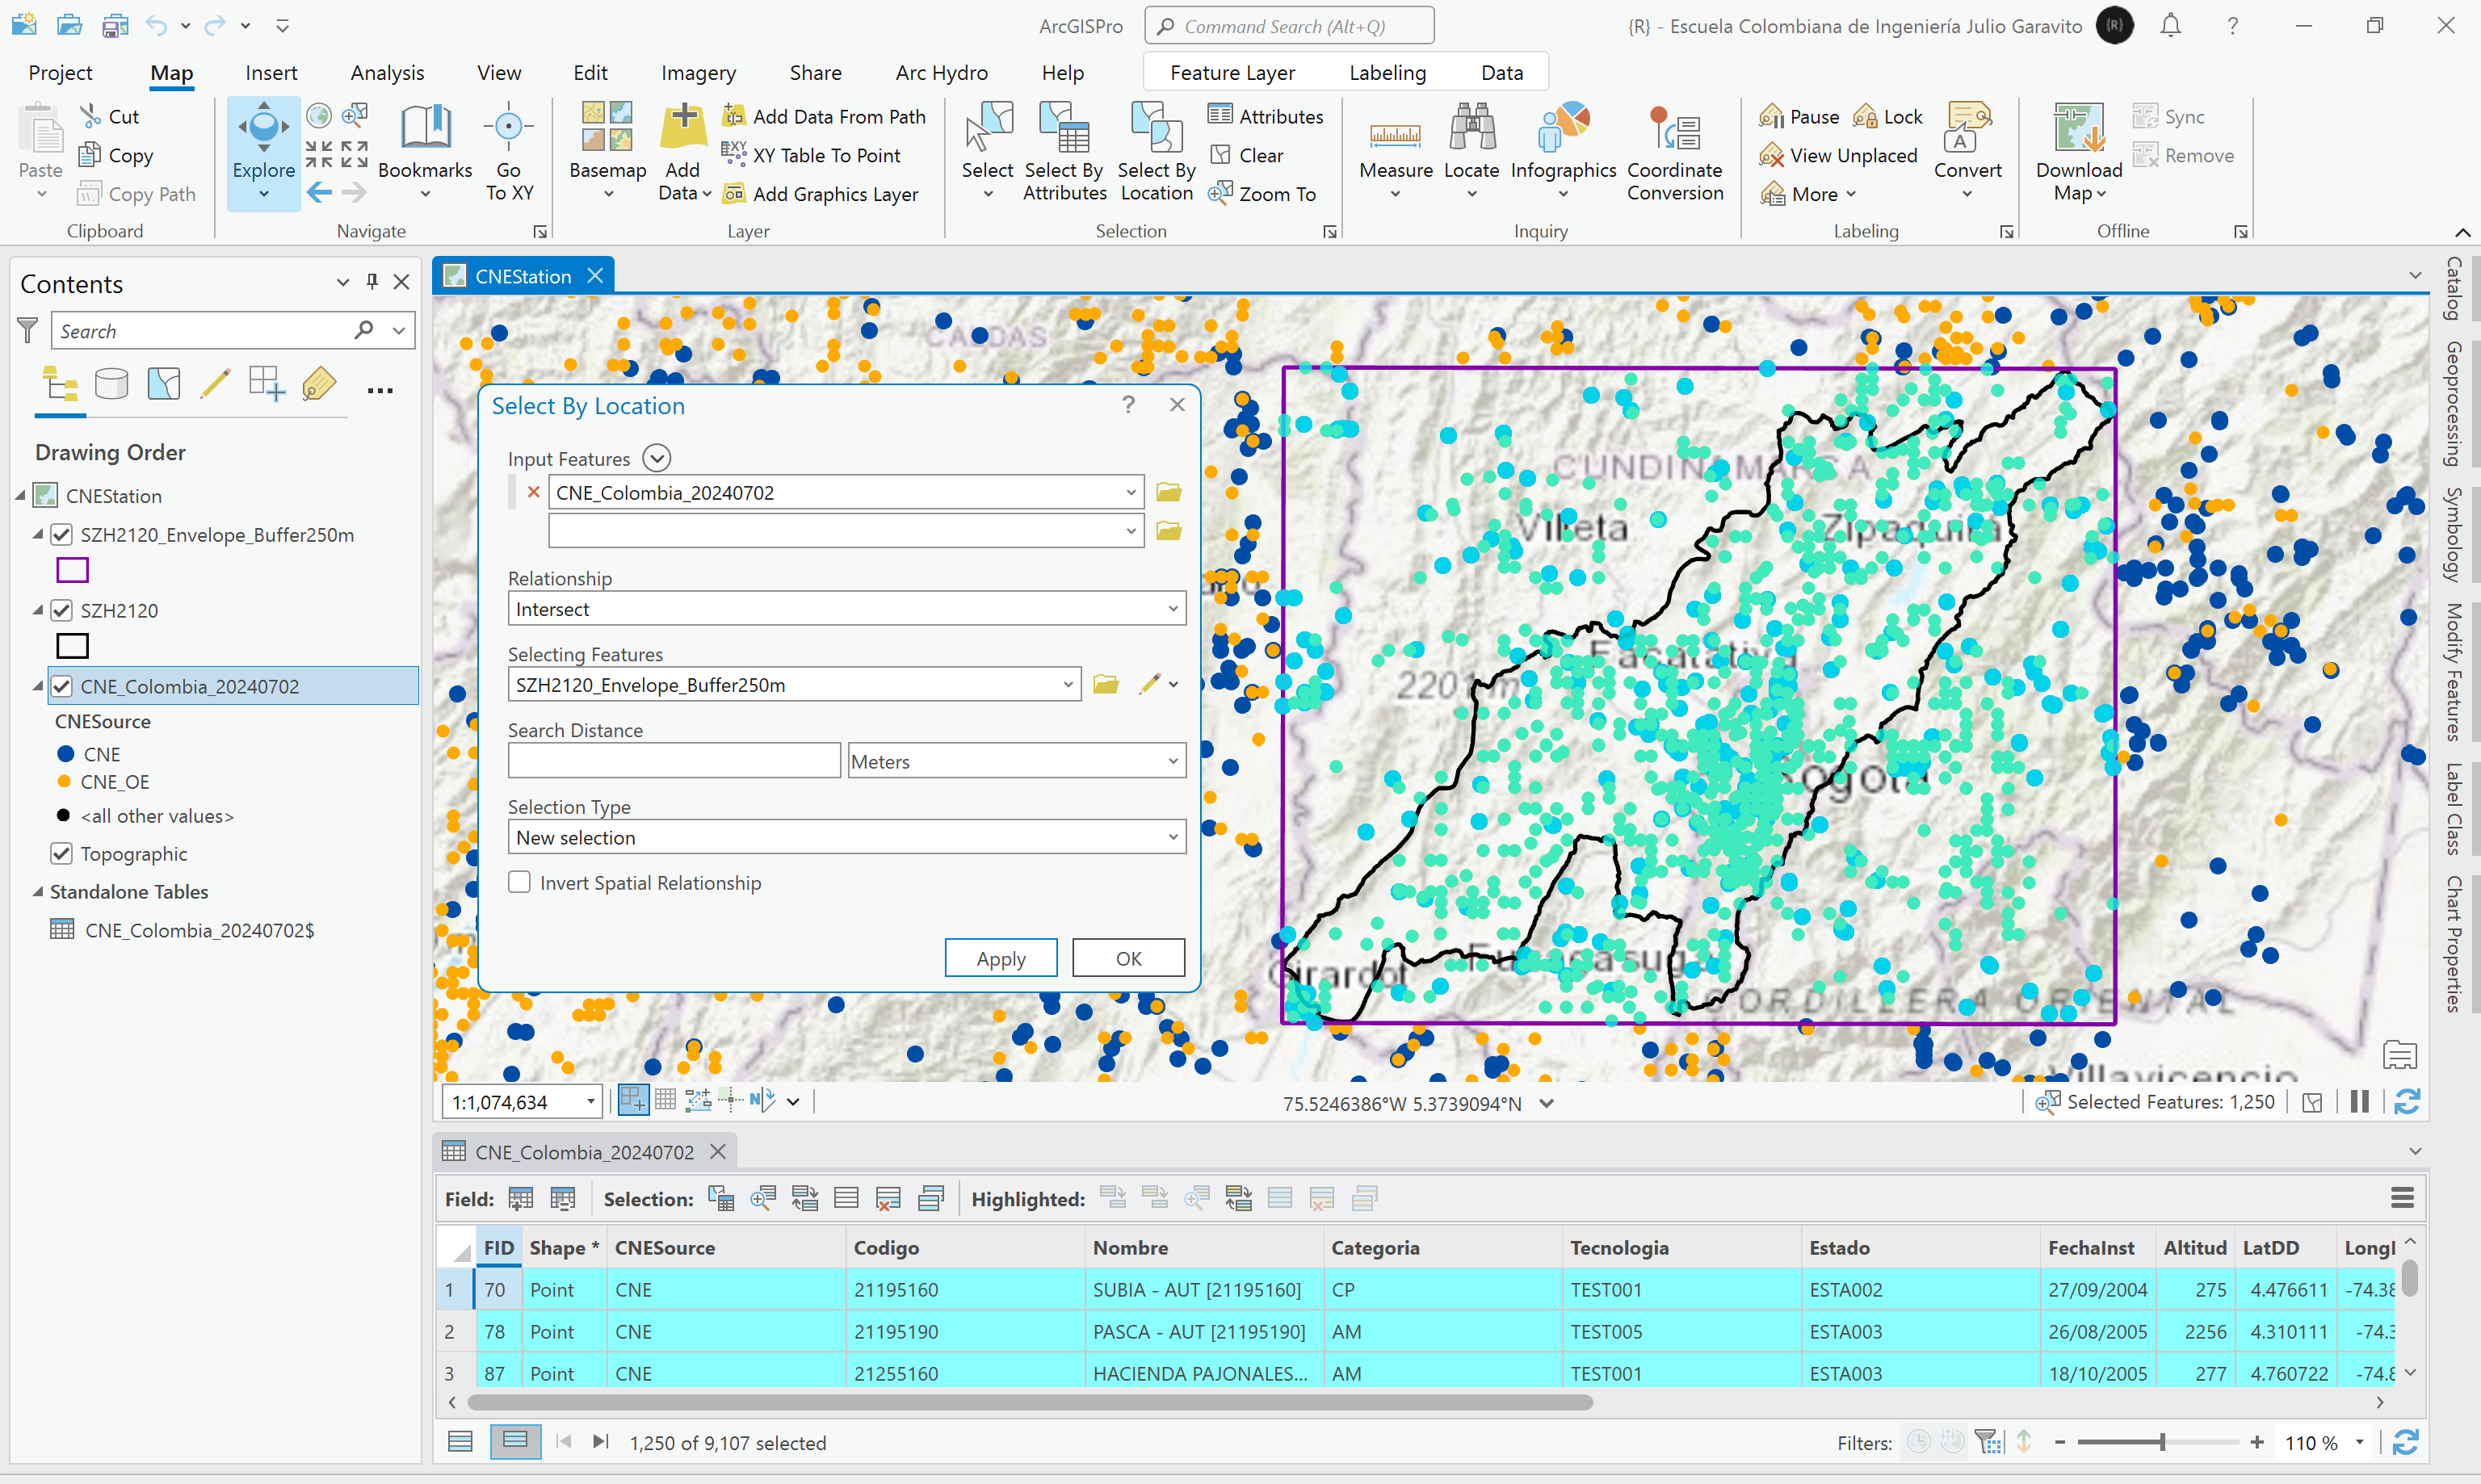 ArcGISPro
Command Search (Alt+Q)
{R} - Escuela Colombiana de Ingeniería Julio Garavito
{R}
?
Project
Map
Insert
Analysis
View
Edit
Imagery
Share
Arc Hydro
Help
Feature Layer
Labeling
Data
Paste
Cut
Copy
Copy Path
Clipboard
Explore
Bookmarks
Go
To XY
Navigate
Basemap
Add
Data
Add Data From Path
XY Table To Point
Add Graphics Layer
Layer
Select
Select By
Attributes
Select By
Location
Attributes
Clear
Zoom To
Selection
Measure
Locate
Infographics
Coordinate
Conversion
Inquiry
Pause
Lock
View Unplaced
More
Convert
Labeling
Download
Map
Sync
Remove
Offline
Contents
Search
Drawing Order
CNEStation
SZH2120_Envelope_Buffer250m
SZH2120
CNE_Colombia_20240702
CNESource
CNE
CNE_OE
<all other values>
Topographic
Standalone Tables
CNE_Colombia_20240702$
CNEStation
CALDAS
CUNDINAMARCA
Villeta
Zipaquira
Facatativa
2201 m
Bogota
Girardot
Fusagasuga
CORDILLERA ORIENTAL
Villavicencio
Select By Location
?
Input Features
CNE_Colombia_20240702
Relationship
Intersect
Selecting Features
SZH2120_Envelope_Buffer250m
Search Distance
Meters
Selection Type
New selection
Invert Spatial Relationship
Apply
OK
Catalog
Geoprocessing
Symbology
Modify Features
Label Class
Chart Properties
1:1,074,634
75.5246386°W 5.3739094°N
Selected Features: 1,250
CNE_Colombia_20240702
Field:
Selection:
Highlighted:
FID Shape * CNESource Codigo Nombre Categoria Tecnologia Estado FechaInst Altitud LatDD LongI
1 70 Point CNE 21195160 SUBIA - AUT [21195160] CP TEST001 ESTA002 27/09/2004 275 4.476611 -74.38
2 78 Point CNE 21195190 PASCA - AUT [21195190] AM TEST005 ESTA003 26/08/2005 2256 4.310111 -74.3
3 87 Point CNE 21255160 HACIENDA PAJONALES... AM TEST001 ESTA003 18/10/2005 277 4.760722 -74.8
1,250 of 9,107 selected
Filters:
110 %